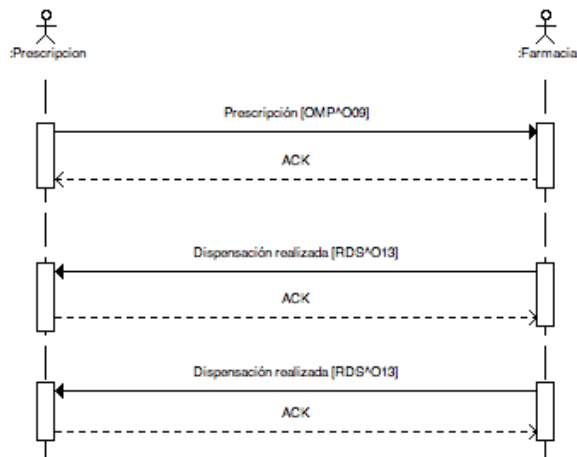 :Prescripcion
:Farmacia
Prescripción [OMP^O09]
ACK
Dispensación realizada [RDS^O13]
ACK
Dispensación realizada [RDS^O13]
ACK